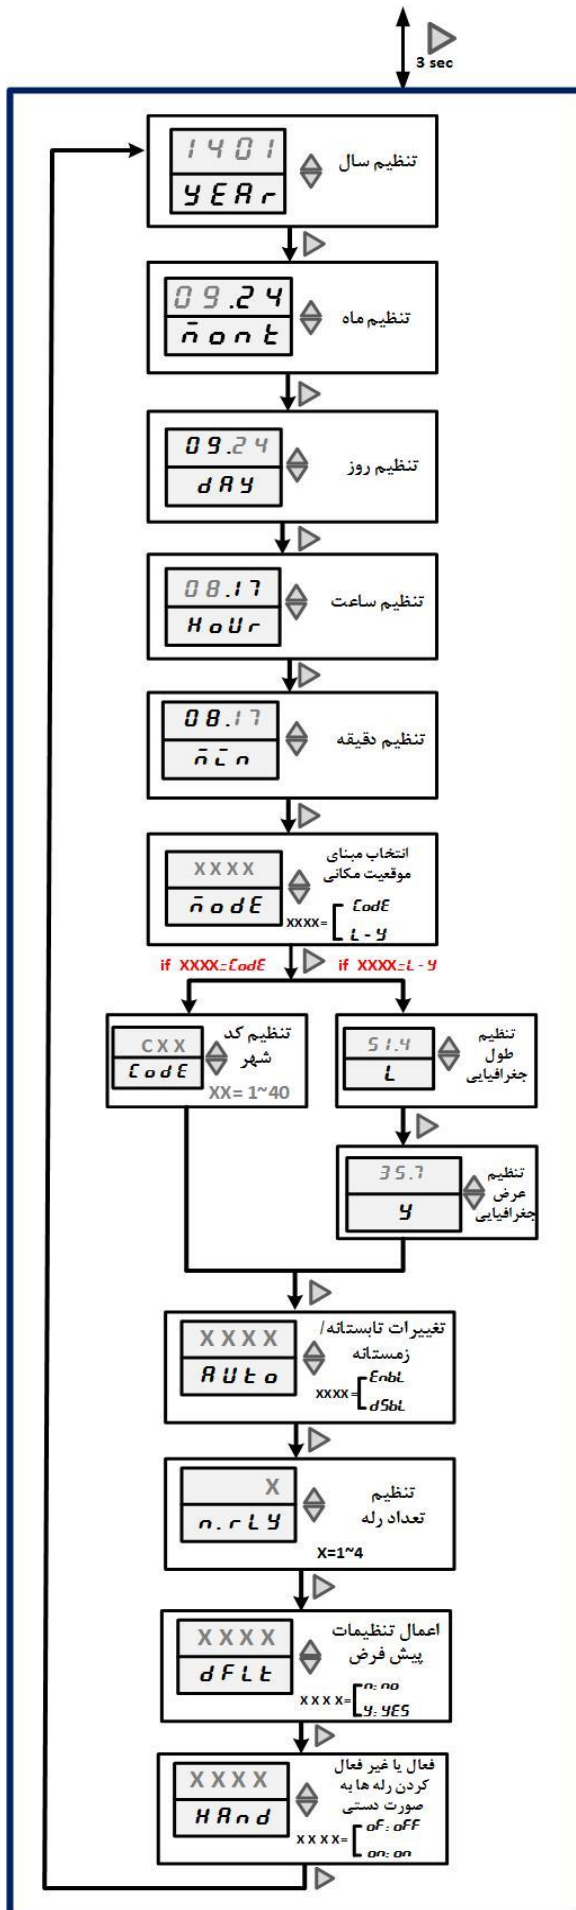 3 sec
1401
YEAr
تنظیم سال
09.24
n̄ont
تنظیم ماه
09.24
dAY
تنظیم روز
08.17
HoUr
تنظیم ساعت
08.17
n̄īn
تنظیم دقیقه
انتخاب مبنای
موقعیت مکانی
XXXX
n̄odE
XXXX=
CodE
L-Y
if XXXX=CodE
if XXXX=L-Y
تنظیم کد
شهر
CXX
CodE
XX= 1~40
تنظیم
طول
جغرافیایی
51.4
L
تنظیم
عرض
جغرافیایی
35.7
Y
تغییرات تابستانه/
زمستانه
XXXX
AUto
XXXX=
EnbL
dSbL
تنظیم
تعداد رله
X
n.rLY
X=1~4
اعمال تنظیمات
پیش فرض
XXXX
dFLt
XXXX=
n: no
Y: YES
فعال یا غیر فعال
کردن رله ها به
صورت دستی
XXXX
HAnd
XXXX=
oF: oFF
on: on